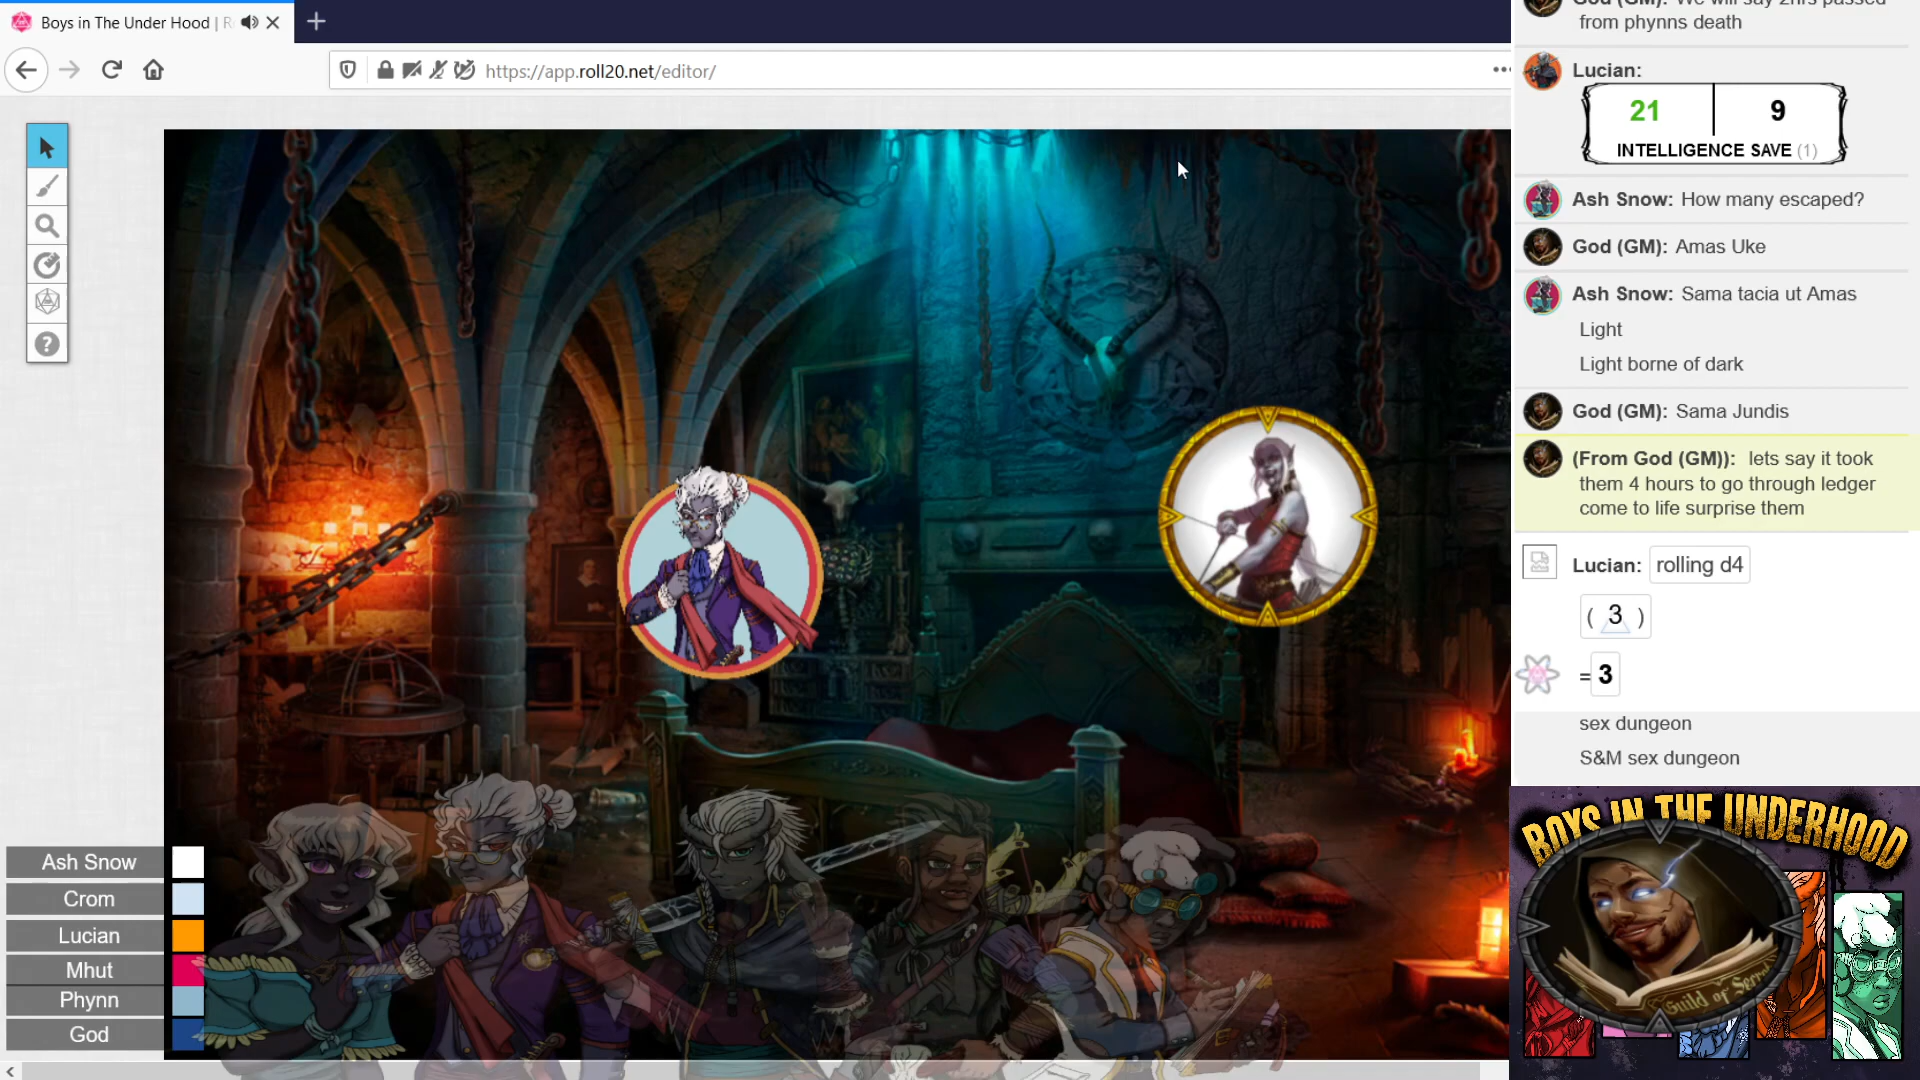 Boys in The Under Hood | R
https://app.roll20.net/editor/
from phynns death
Lucian:
21 9
INTELLIGENCE SAVE (1)
Ash Snow: How many escaped?
God (GM): Amas Uke
Ash Snow: Sama tacia ut Amas
Light
Light borne of dark
God (GM): Sama Jundis
(From God (GM)): lets say it took
them 4 hours to go through ledger
come to life surprise them
Lucian: rolling d4
( 3 )
=3
sex dungeon
S&M sex dungeon
Ash Snow
Crom
Lucian
Mhut
Phynn
God
BOYS IN THE UNDERHOOD
Guild of